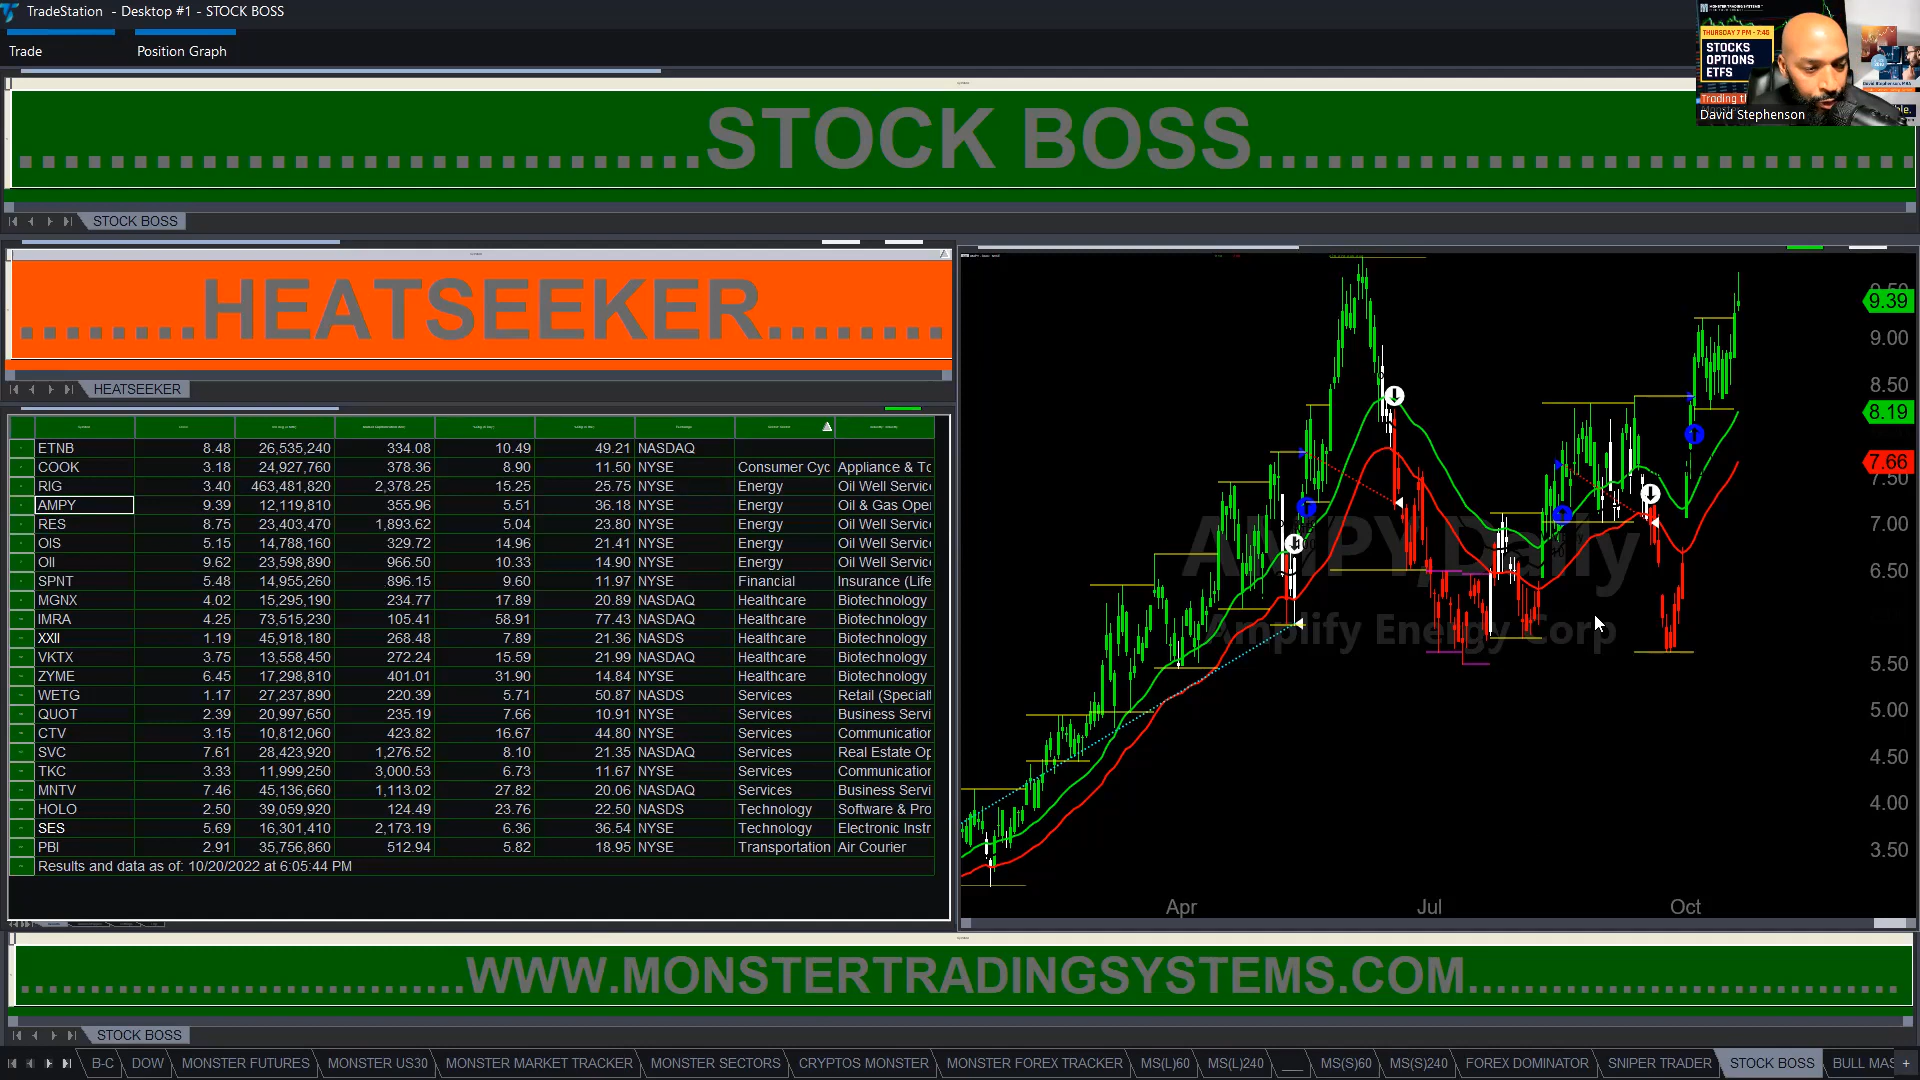 TradeStation - Desktop #1 - STOCK BOSS
Trade
Position Graph
THURSDAY 7 PM - 7:45
STOCKS
OPTIONS
ETFS
David Stephenson
STOCK BOSS
STOCK BOSS
HEATSEEKER
HEATSEEKER
ETNB 8.48 26,535,240 334.08 10.49 49.21 NASDAQ
COOK 3.18 24,927,760 378.36 8.90 11.50 NYSE Consumer Cyc Appliance & Tc
RIG 3.40 463,481,820 2,378.25 15.25 25.75 NYSE Energy Oil Well Servic
AMPY 9.39 12,119,810 355.96 5.51 36.18 NYSE Energy Oil & Gas Oper
RES 8.75 23,403,470 1,893.62 5.04 23.80 NYSE Energy Oil Well Servic
OIS 5.15 14,788,160 329.72 14.96 21.41 NYSE Energy Oil Well Servic
OII 9.62 23,598,890 966.50 10.33 14.90 NYSE Energy Oil Well Servic
SPNT 5.48 14,955,260 896.15 9.60 11.97 NYSE Financial Insurance (Life
MGNX 4.02 15,295,190 234.77 17.89 20.89 NASDAQ Healthcare Biotechnology
IMRA 4.25 73,515,230 105.41 58.91 77.43 NASDAQ Healthcare Biotechnology
XXII 1.19 45,918,180 268.48 7.89 21.36 NASDS Healthcare Biotechnology
VKTX 3.75 13,558,450 272.24 15.59 21.99 NASDAQ Healthcare Biotechnology
ZYME 6.45 17,298,810 401.01 31.90 14.84 NYSE Healthcare Biotechnology
WETG 1.17 27,237,890 220.39 5.71 50.87 NASDS Services Retail (Special
QUOT 2.39 20,997,650 235.19 7.66 10.91 NYSE Services Business Servi
CTV 3.15 10,812,060 423.82 16.67 44.80 NYSE Services Communication
SVC 7.61 28,423,920 1,276.52 8.10 21.35 NASDAQ Services Real Estate Op
TKC 3.33 11,999,250 3,000.53 6.73 11.67 NYSE Services Communication
MNTV 7.46 45,136,660 1,113.02 27.82 20.06 NASDAQ Services Business Servi
HOLO 2.50 39,059,920 124.49 23.76 22.50 NASDS Technology Software & Pro
SES 5.69 16,301,410 2,173.19 6.36 36.54 NYSE Technology Electronic Instr
PBI 2.91 35,756,860 512.94 5.82 18.95 NYSE Transportation Air Courier
Results and data as of: 10/20/2022 at 6:05:44 PM
AMPY,Daily
Amplify Energy Corp
9.50
9.39
9.00
8.50
8.19
7.66
7.50
7.00
6.50
5.50
5.00
4.50
4.00
3.50
Apr Jul Oct
WWW.MONSTERTRADINGSYSTEMS.COM
STOCK BOSS
B-C DOW MONSTER FUTURES MONSTER US30 MONSTER MARKET TRACKER MONSTER SECTORS CRYPTOS MONSTER MONSTER FOREX TRACKER MS(L)60 MS(L)240 ___ MS(S)60 MS(S)240 FOREX DOMINATOR SNIPER TRADER STOCK BOSS BULL MAS